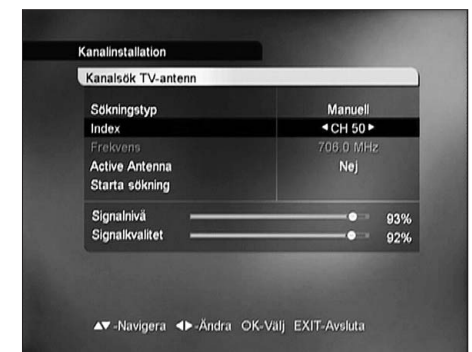 Kanalinstallation
Kanalsök TV-antenn
Sökningstyp Manuell
Index ◄CH 50►
Frekvens 706.0 MHz
Active Antenna Nej
Starta sökning
Signalnivå 93%
Signalkvalitet 92%
▲▼-Navigera ◄►-Ändra OK-Välj EXIT-Avsluta